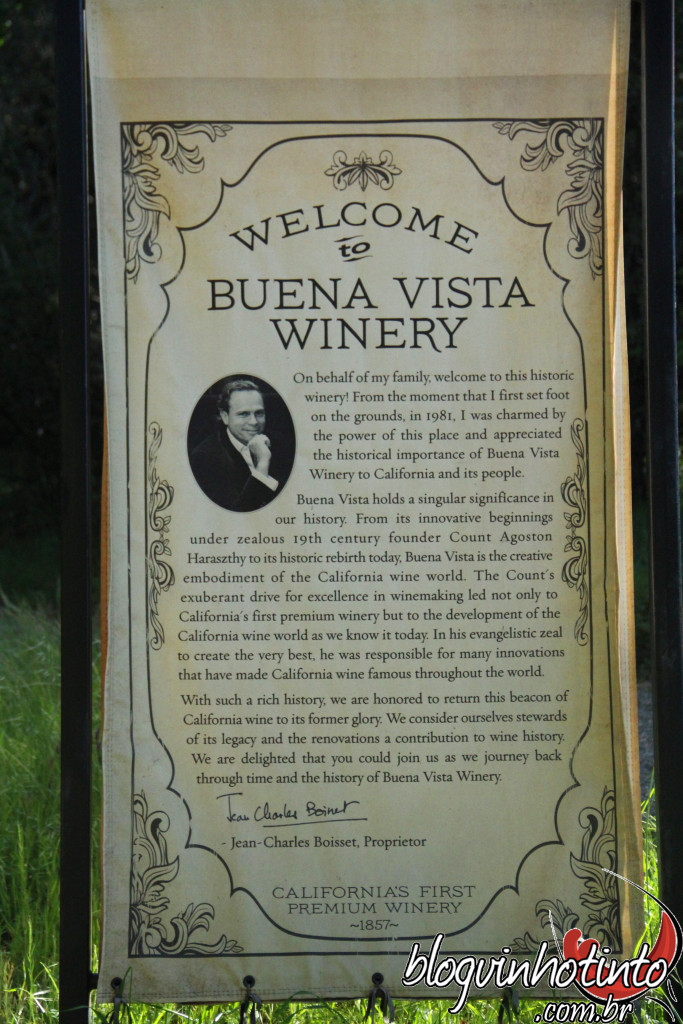 WELCOME
to
BUENA VISTA
WINERY
On behalf of my family, welcome to this historic
winery! From the moment that I first set foot
on the grounds, in 1981, I was charmed by
the power of this place and appreciated
the historical importance of Buena Vista
Winery to California and its people.
Buena Vista holds a singular significance in
our history. From its innovative beginnings
under zealous 19th century founder Count Agoston
Haraszthy to its historic rebirth today, Buena Vista is the creative
embodiment of the California wine world. The Count's
exuberant drive for excellence in winemaking led not only to
California's first premium winery but to the development of the
California wine world as we know it today. In his evangelistic zeal
to create the very best, he was responsible for many innovations
that have made California wine famous throughout the world.
With such a rich history, we are honored to return this beacon of
California wine to its former glory. We consider ourselves stewards
of its legacy and the renovations a contribution to wine history.
We are delighted that you could join us as we journey back
through time and the history of Buena Vista Winery.
Jean Charles Boisset
- Jean-Charles Boisset, Proprietor
CALIFORNIA'S FIRST
PREMIUM WINERY
~1857~
blogvinhotinto
.com.br